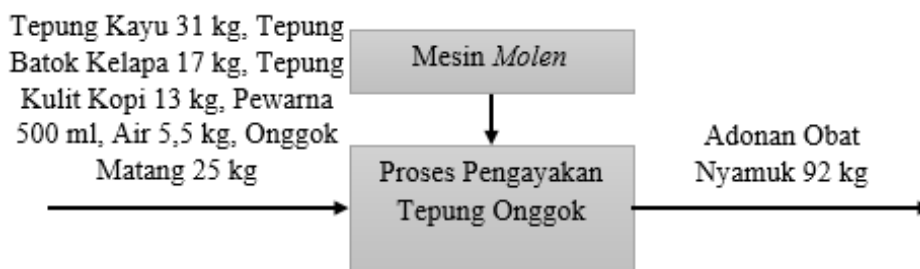 Tepung Kayu 31 kg, Tepung
Batok Kelapa 17 kg, Tepung
Kulit Kopi 13 kg, Pewarna
500 ml, Air 5,5 kg, Onggok
Matang 25 kg
Mesin Molen
Proses Pengayakan
Tepung Onggok
Adonan Obat
Nyamuk 92 kg